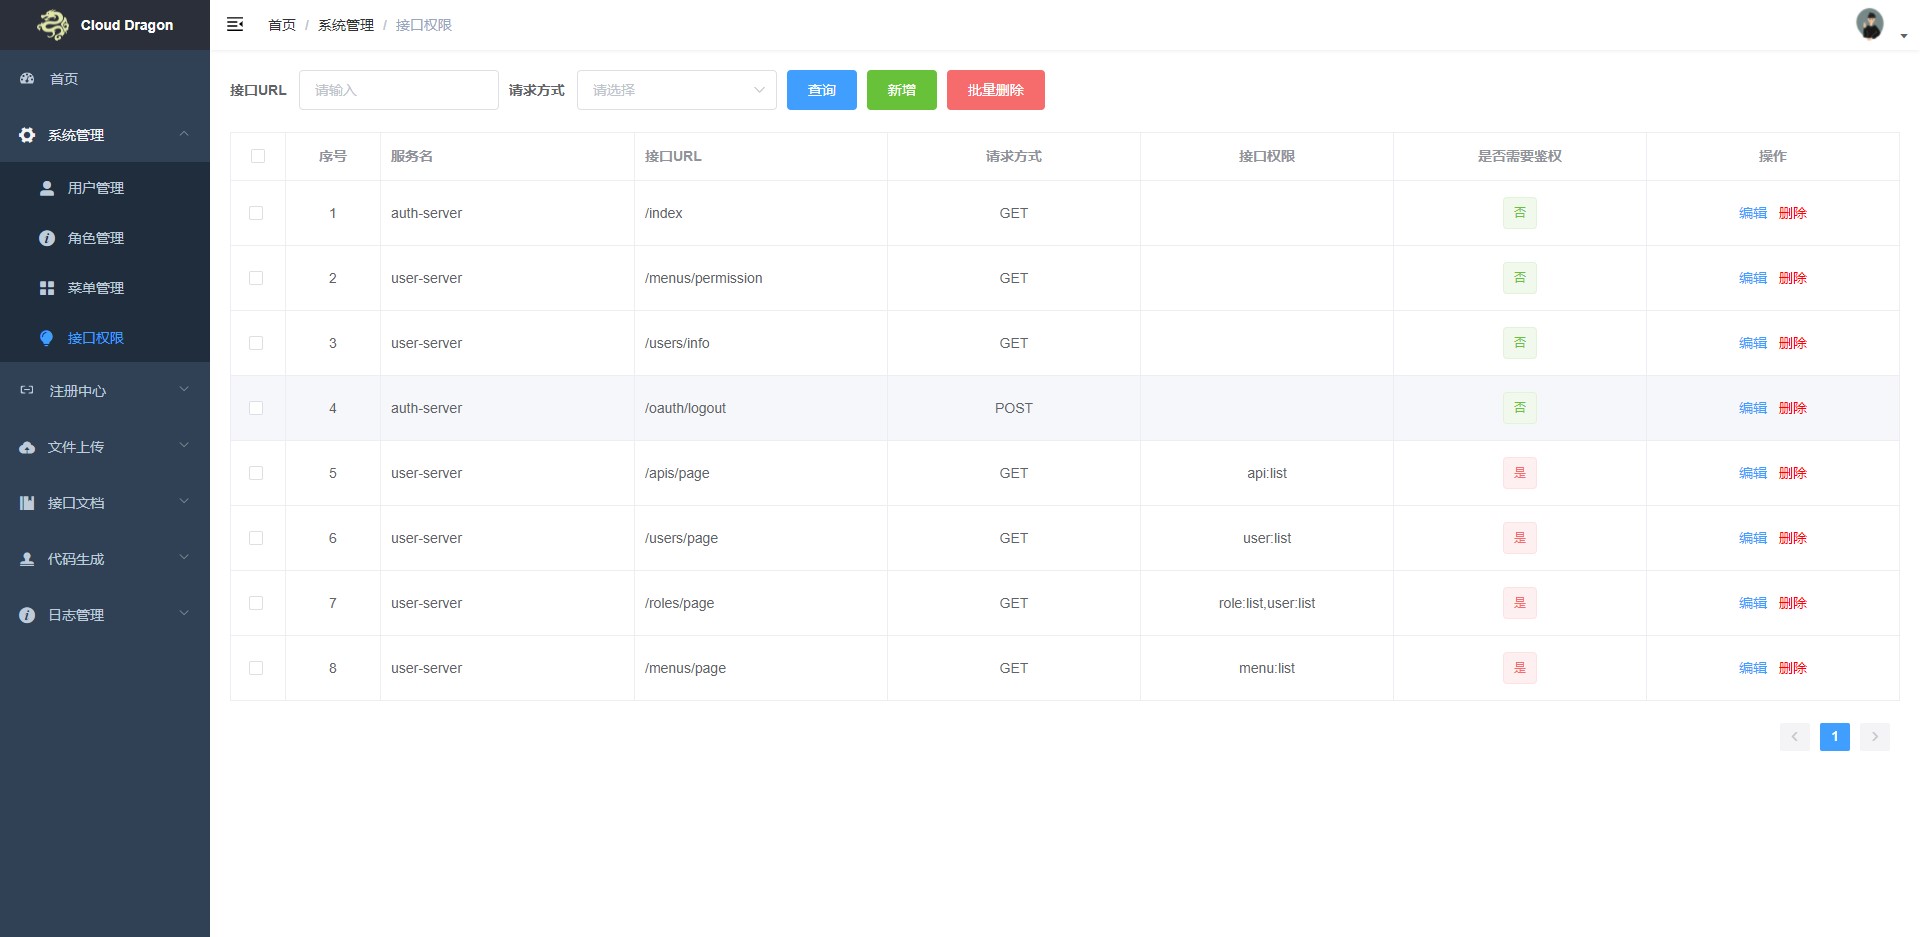 Cloud Dragon
首页 / 系统管理 / 接口权限
首页
系统管理
用户管理
角色管理
菜单管理
接口权限
注册中心
文件上传
接口文档
代码生成
日志管理
接口URL 请输入 请求方式 请选择 查询 新增 批量删除
序号 服务名 接口URL 请求方式 接口权限 是否需要鉴权 操作
1 auth-server /index GET 否 编辑 删除
2 user-server /menus/permission GET 否 编辑 删除
3 user-server /users/info GET 否 编辑 删除
4 auth-server /oauth/logout POST 否 编辑 删除
5 user-server /apis/page GET api:list 是 编辑 删除
6 user-server /users/page GET user:list 是 编辑 删除
7 user-server /roles/page GET role:list,user:list 是 编辑 删除
8 user-server /menus/page GET menu:list 是 编辑 删除
1